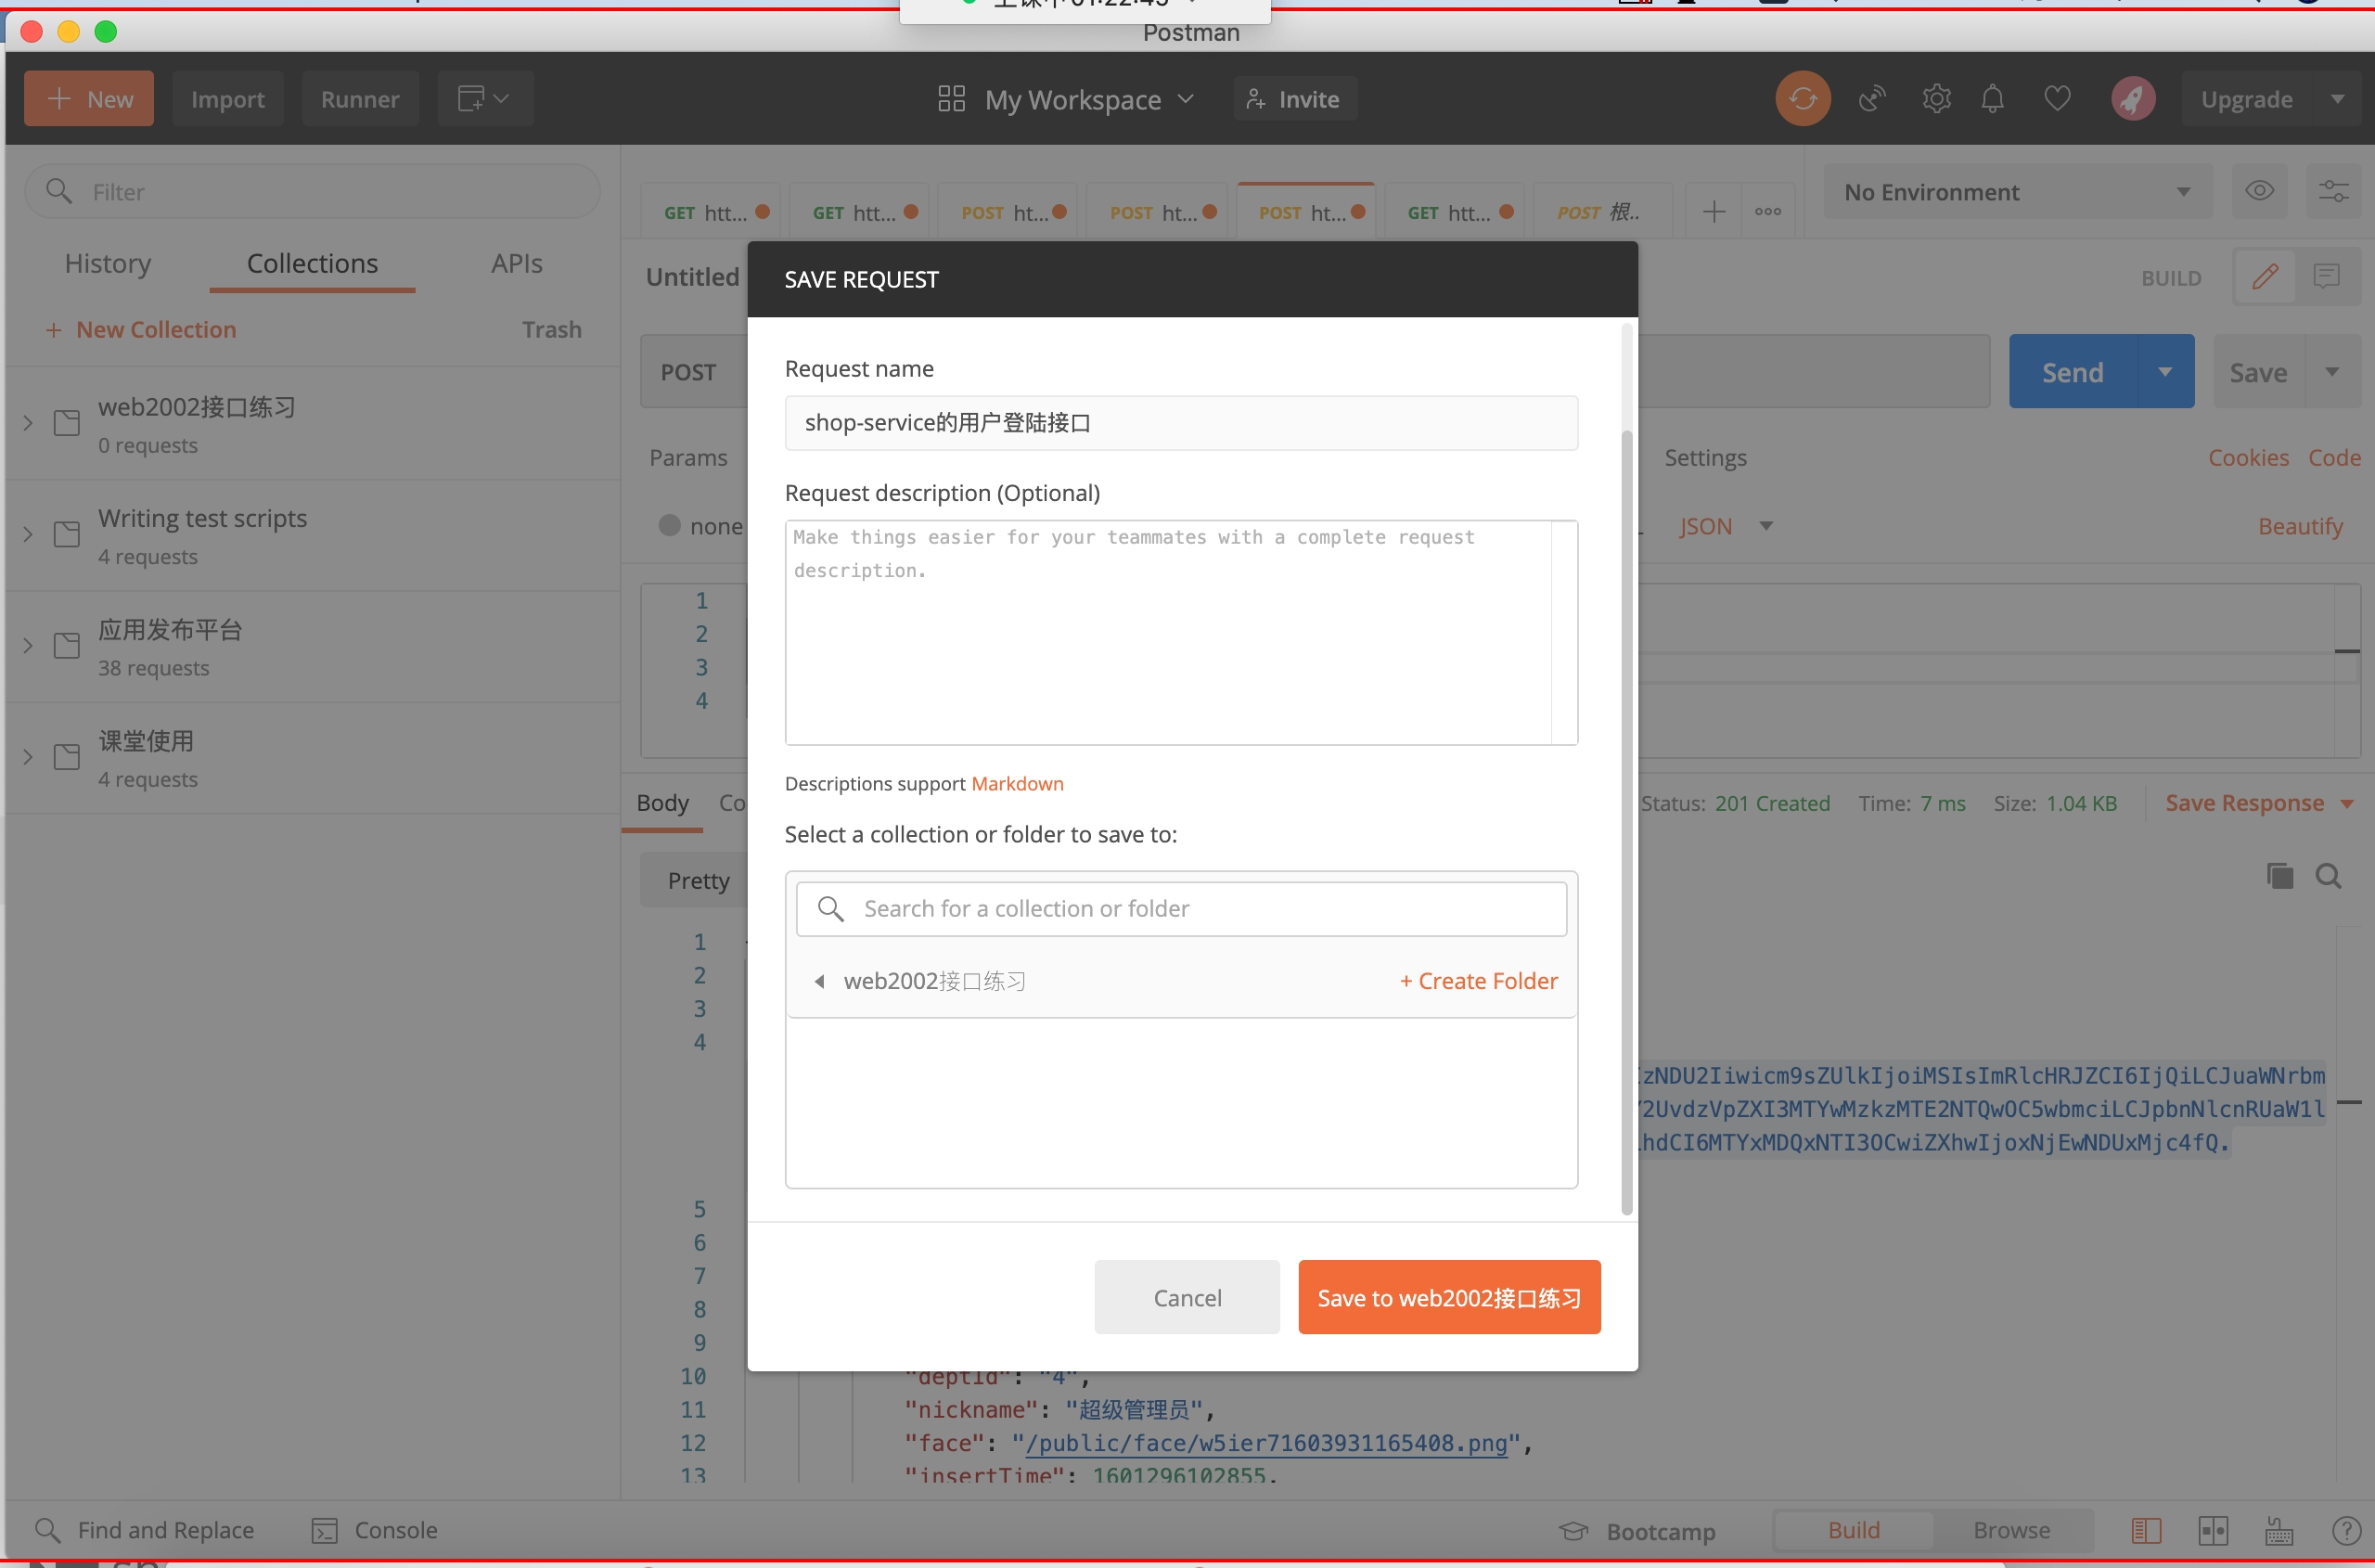 Postman
New
Import
Runner
My Workspace
Invite
Upgrade
Filter
GET htt...
GET htt...
POST ht...
POST ht...
POST ht...
GET htt...
POST 根..
No Environment
History
Collections
APIs
+ New Collection
Trash
web2002接口练习
0 requests
Writing test scripts
4 requests
应用发布平台
38 requests
课堂使用
4 requests
Untitled
BUILD
POST
Send
Save
Params
Settings
Cookies
Code
none
JSON
Beautify
1
2
3
4
SAVE REQUEST
Request name
shop-service的用户登陆接口
Request description (Optional)
Make things easier for your teammates with a complete request
description.
Descriptions support Markdown
Select a collection or folder to save to:
Search for a collection or folder
web2002接口练习
+ Create Folder
Cancel
Save to web2002接口练习
Body
Co
Status: 201 Created
Time: 7 ms
Size: 1.04 KB
Save Response
Pretty
1
2
3
4
zNDU2Iiwicm9sZUlkIjoiMSIsImRlcHRJZCI6IjQiLCJuaWNrbm
2UvdzVpZXI3MTYwMzkzMTE2NTQwOC5wbmciLCJpbnNlcnRUaW1l
hdCI6MTYxMDQxNTI3OCwiZXhwIjoxNjEwNDUxMjc4fQ.
5
6
7
8
9
10 "deptId": "4",
11 "nickname": "超级管理员",
12 "face": "/public/face/w5ier71603931165408.png",
13 "insertTime": 1601296102855,
Find and Replace
Console
Bootcamp
Build
Browse